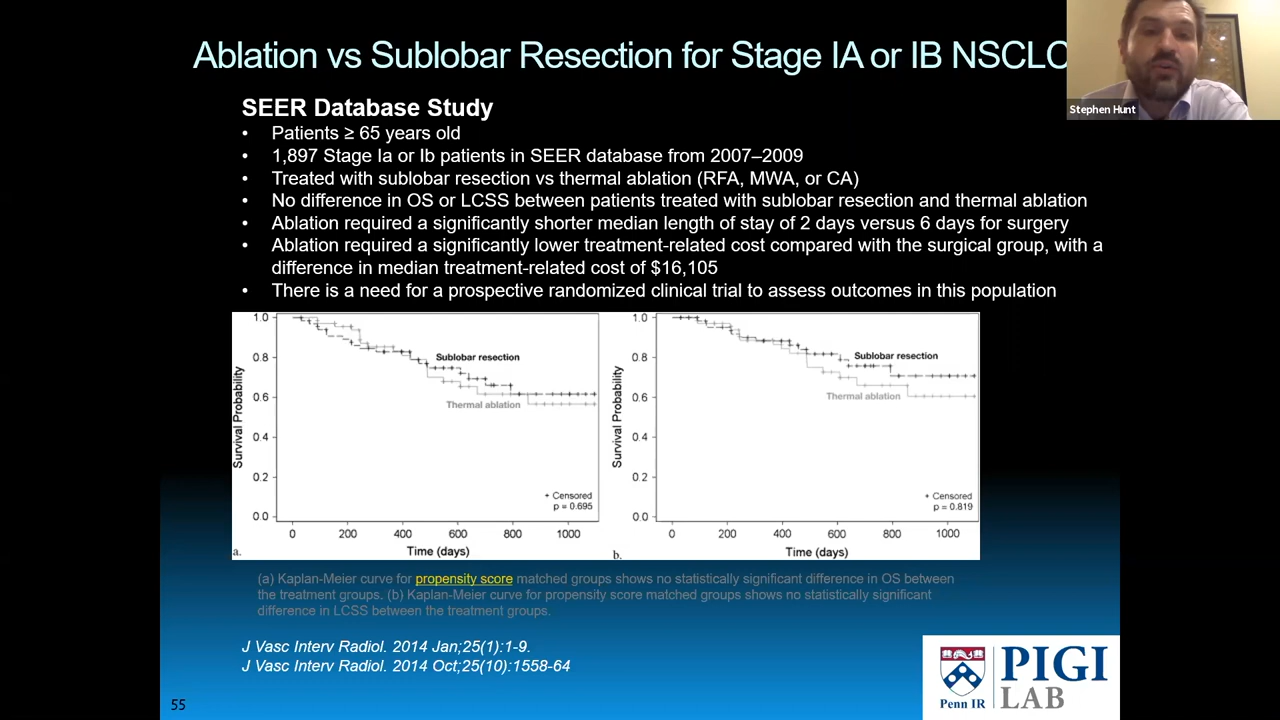 Ablation vs Sublobar Resection for Stage IA or IB NSCLC
Stephen Hunt
SEER Database Study
• Patients ≥ 65 years old
• 1,897 Stage Ia or Ib patients in SEER database from 2007–2009
• Treated with sublobar resection vs thermal ablation (RFA, MWA, or CA)
• No difference in OS or LCSS between patients treated with sublobar resection and thermal ablation
• Ablation required a significantly shorter median length of stay of 2 days versus 6 days for surgery
• Ablation required a significantly lower treatment-related cost compared with the surgical group, with a
difference in median treatment-related cost of $16,105
• There is a need for a prospective randomized clinical trial to assess outcomes in this population
1.0
0.8
0.6
0.4
0.2
0.0
Survival Probability
Sublobar resection
Thermal ablation
+ Censored
p = 0.695
0 200 400 600 800 1000
Time (days)
a.
1.0
0.8
0.6
0.4
0.2
0.0
Survival Probability
Sublobar resection
Thermal ablation
+ Censored
p = 0.819
0 200 400 600 800 1000
Time (days)
b.
(a) Kaplan-Meier curve for propensity score matched groups shows no statistically significant difference in OS between
the treatment groups. (b) Kaplan-Meier curve for propensity score matched groups shows no statistically significant
difference in LCSS between the treatment groups.
J Vasc Interv Radiol. 2014 Jan;25(1):1-9.
J Vasc Interv Radiol. 2014 Oct;25(10):1558-64
55
Penn IR
PIGI
LAB